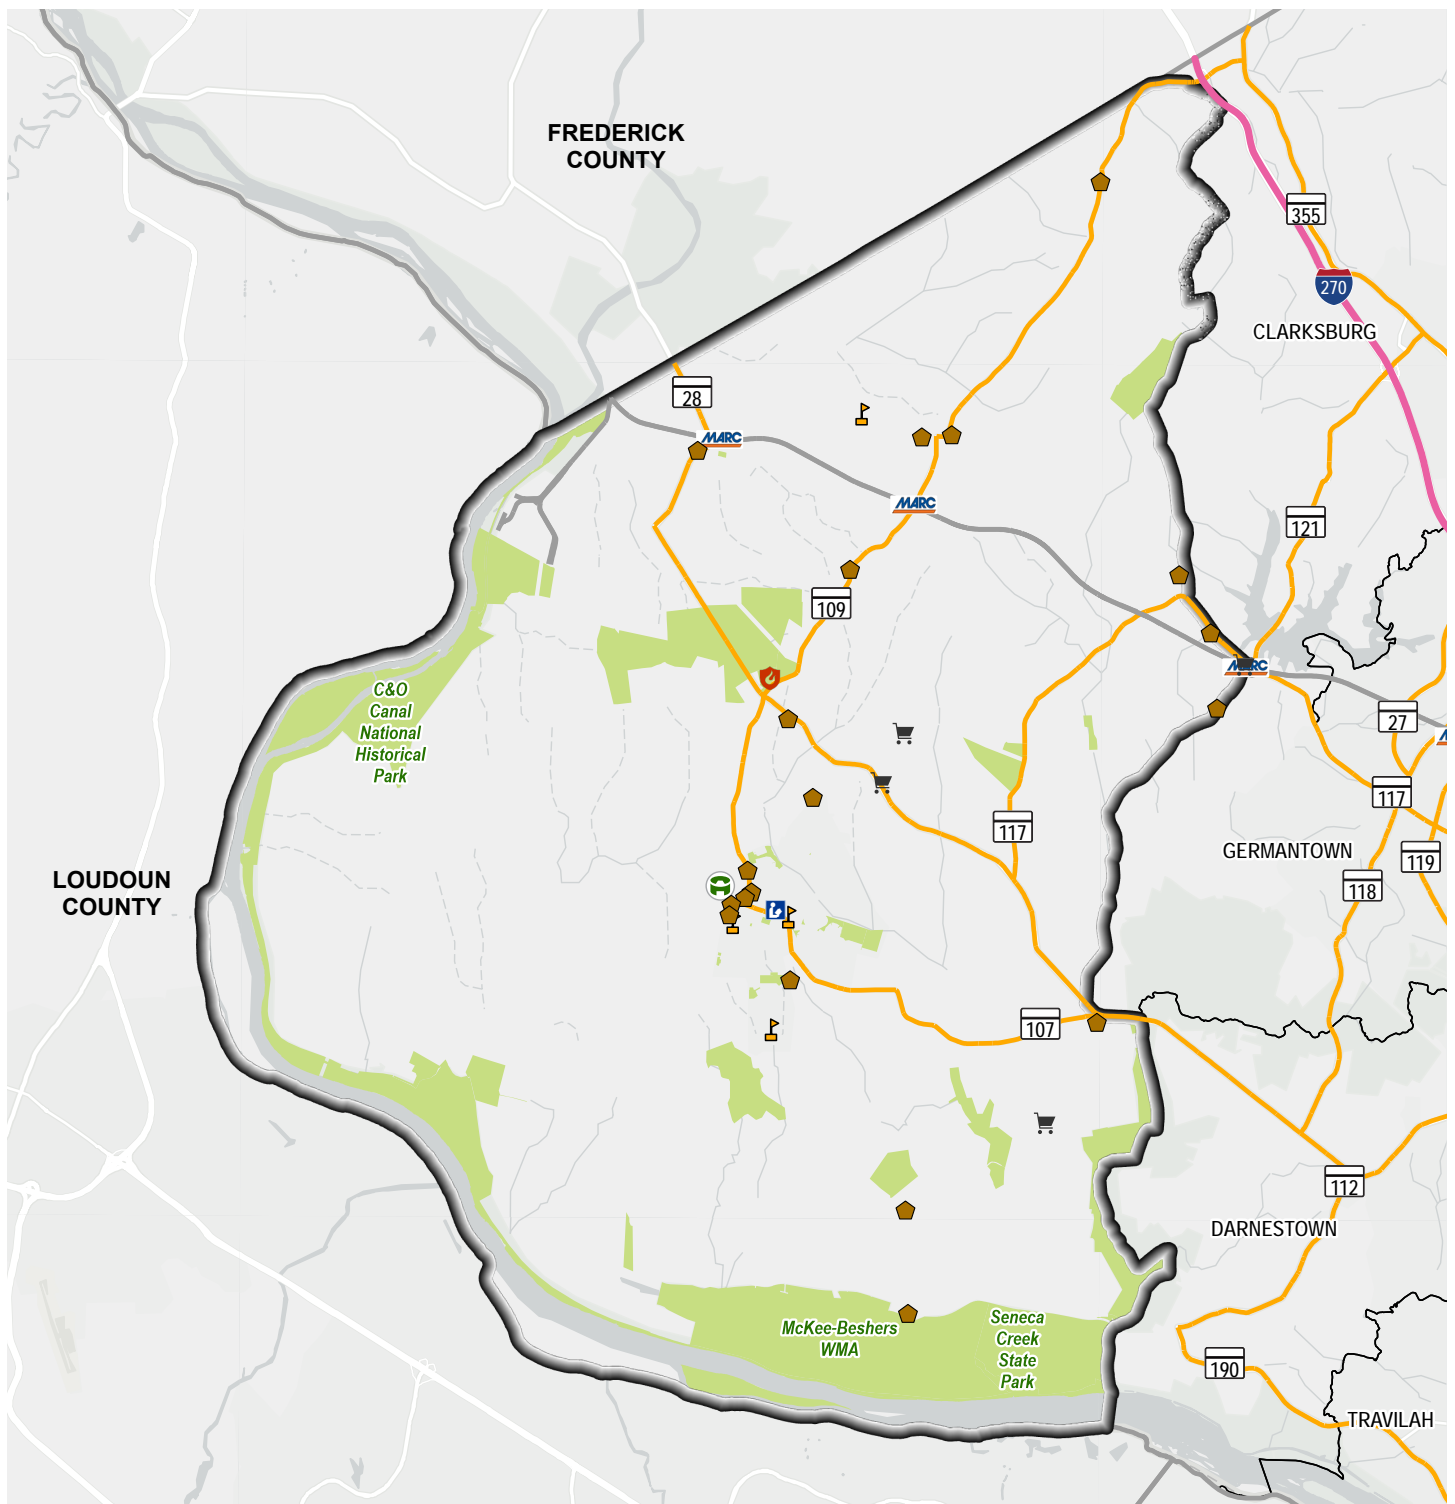 FREDERICK
COUNTY
355
270
CLARKSBURG
28
MARC
MARC
121
109
MARC
C&O
Canal
National
Historical
Park
27
117
117
GERMANTOWN
119
118
LOUDOUN
COUNTY
107
112
DARNESTOWN
McKee-Beshers
WMA
Seneca
Creek
State
Park
190
TRAVILAH